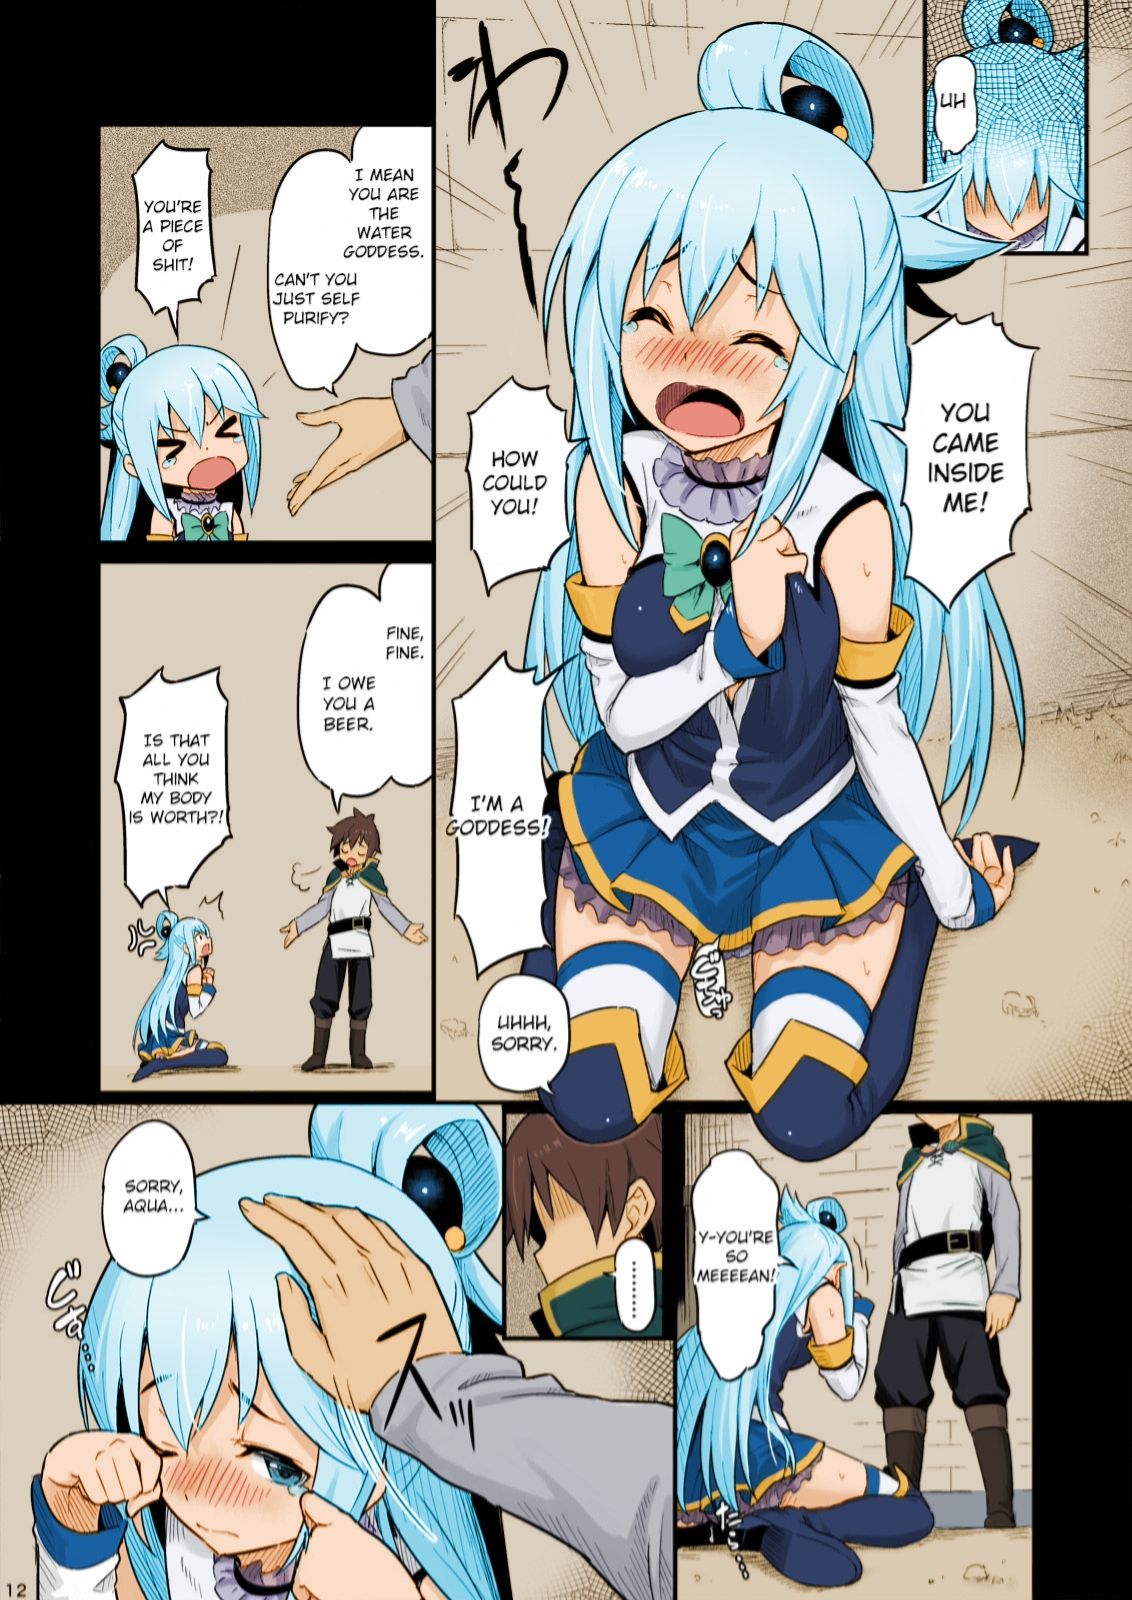 UH
わ
YOU
CAME
INSIDE
ME!
HOW
COULD
YOU!
I'M A
GODDESS!
UHHH,
SORRY.
I MEAN
YOU ARE
THE
WATER
GODDESS.
CAN'T YOU
JUST SELF
PURIFY?
YOU'RE
A PIECE
OF
SHIT!
FINE,
FINE.
I OWE
YOU A
BEER.
IS THAT
ALL YOU
THINK
MY BODY
IS WORTH?!
Y-YOU'RE
SO
MEEEEAN!
........
SORRY,
AQUA...
12